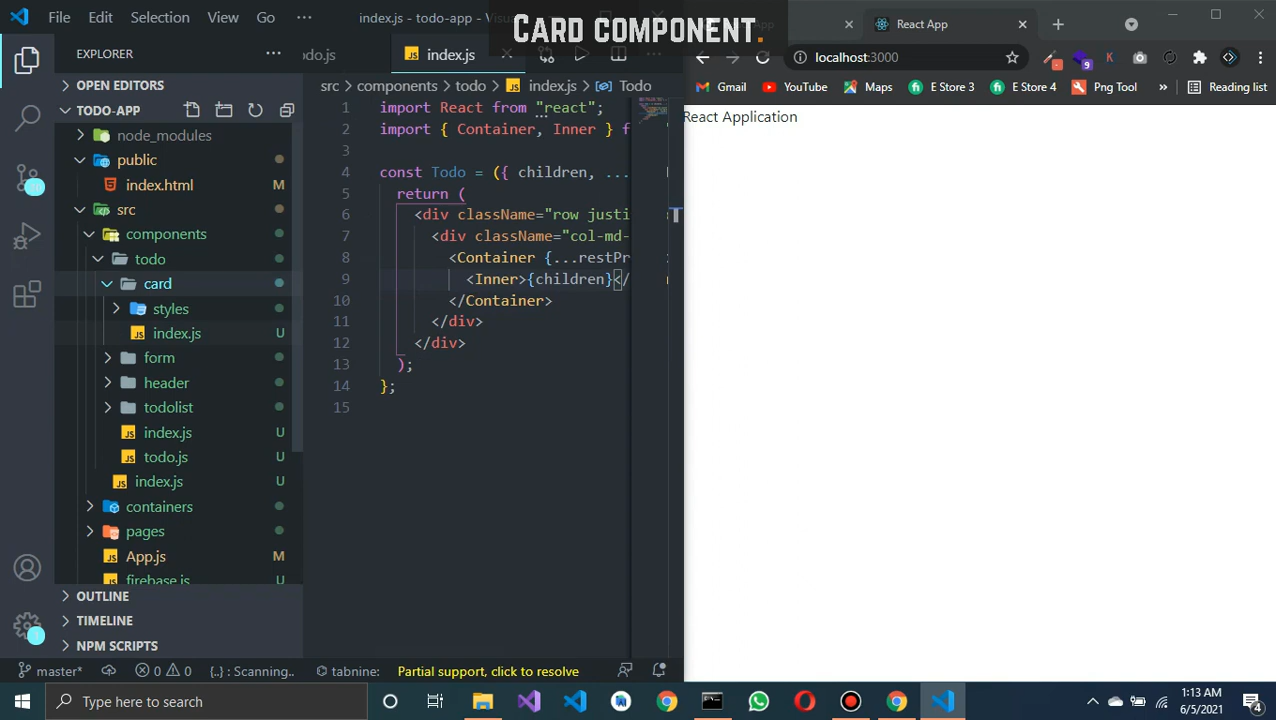 File Edit Selection View Go ··· index.js - todo-app - Visua
CARD COMPONENT.
React App
EXPLORER ···
odo.js
index.js
localhost:3000
OPEN EDITORS
TODO-APP
src > components > todo > index.js > Todo
Gmail YouTube Maps E Store 3 E Store 4 Png Tool » Reading list
node_modules
public
index.html M
src
components
todo
card
styles
index.js U
form
header
todolist
index.js U
todo.js U
index.js U
containers
pages
App.js M
firebase.js
OUTLINE
TIMELINE
NPM SCRIPTS
1 import React from "react";
2 import { Container, Inner } f
3
4 const Todo = ({ children, ...
5 return (
6 <div className="row justi
7 <div className="col-md-
8 <Container {...restPr
9 <Inner>{children}</
10 </Container>
11 </div>
12 </div>
13 );
14 };
15
React Application
master* 0 0 {..} : Scanning.. tabnine: Partial support, click to resolve
Type here to search
1:13 AM
6/5/2021
4